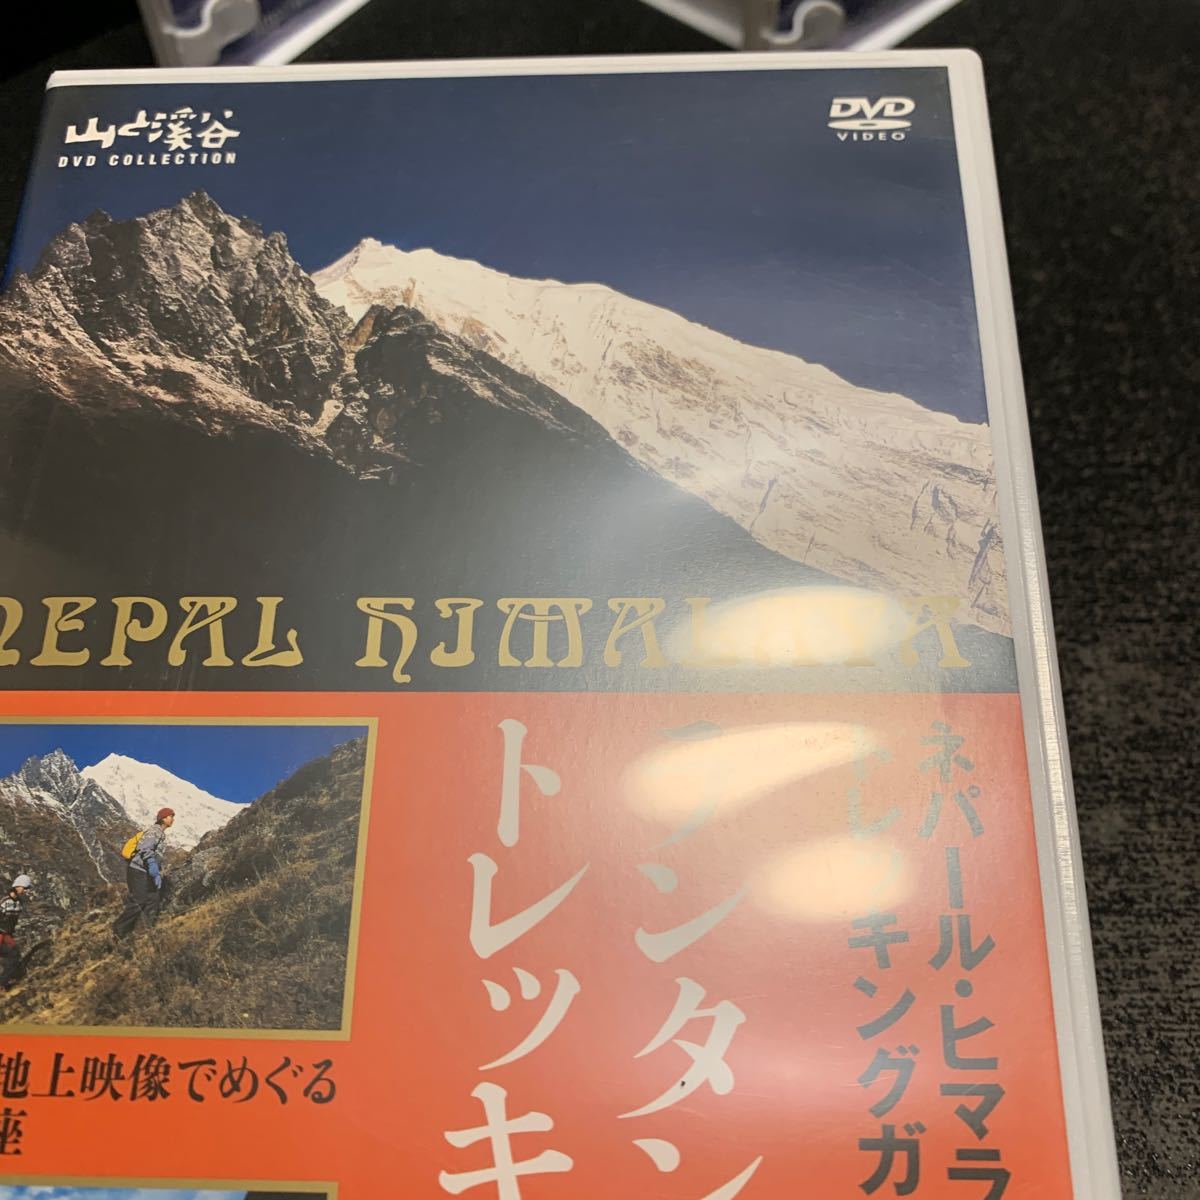 山と溪谷
DVD COLLECTION
DVD
VIDEO
NEPAL HIMALAYA
ネパール・ヒマラ
トレッキングガ
ランタン
トレッキ
地上映像でめぐる
座